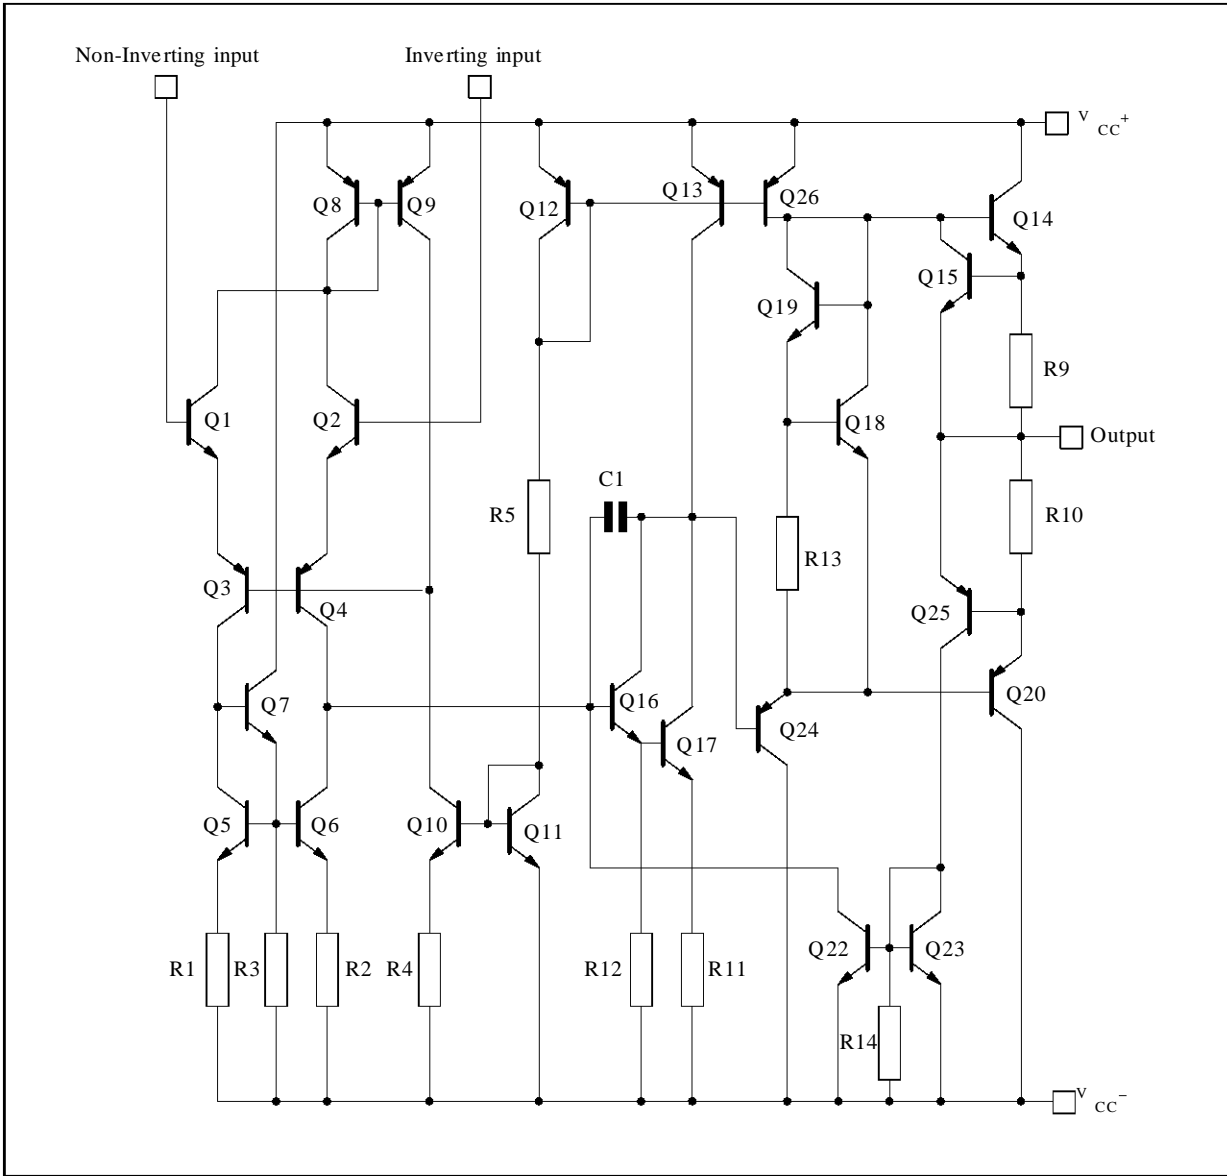 Non-Inverting input
Inverting input
V CC +
Q8
Q9
Q12
Q13
Q26
Q14
Q15
Q19
R9
Q1
Q2
Q18
Output
C1
R5
R10
R13
Q3
Q4
Q25
Q7
Q16
Q20
Q17
Q24
Q5
Q6
Q10
Q11
Q22
Q23
R1
R3
R2
R4
R12
R11
R14
V CC −